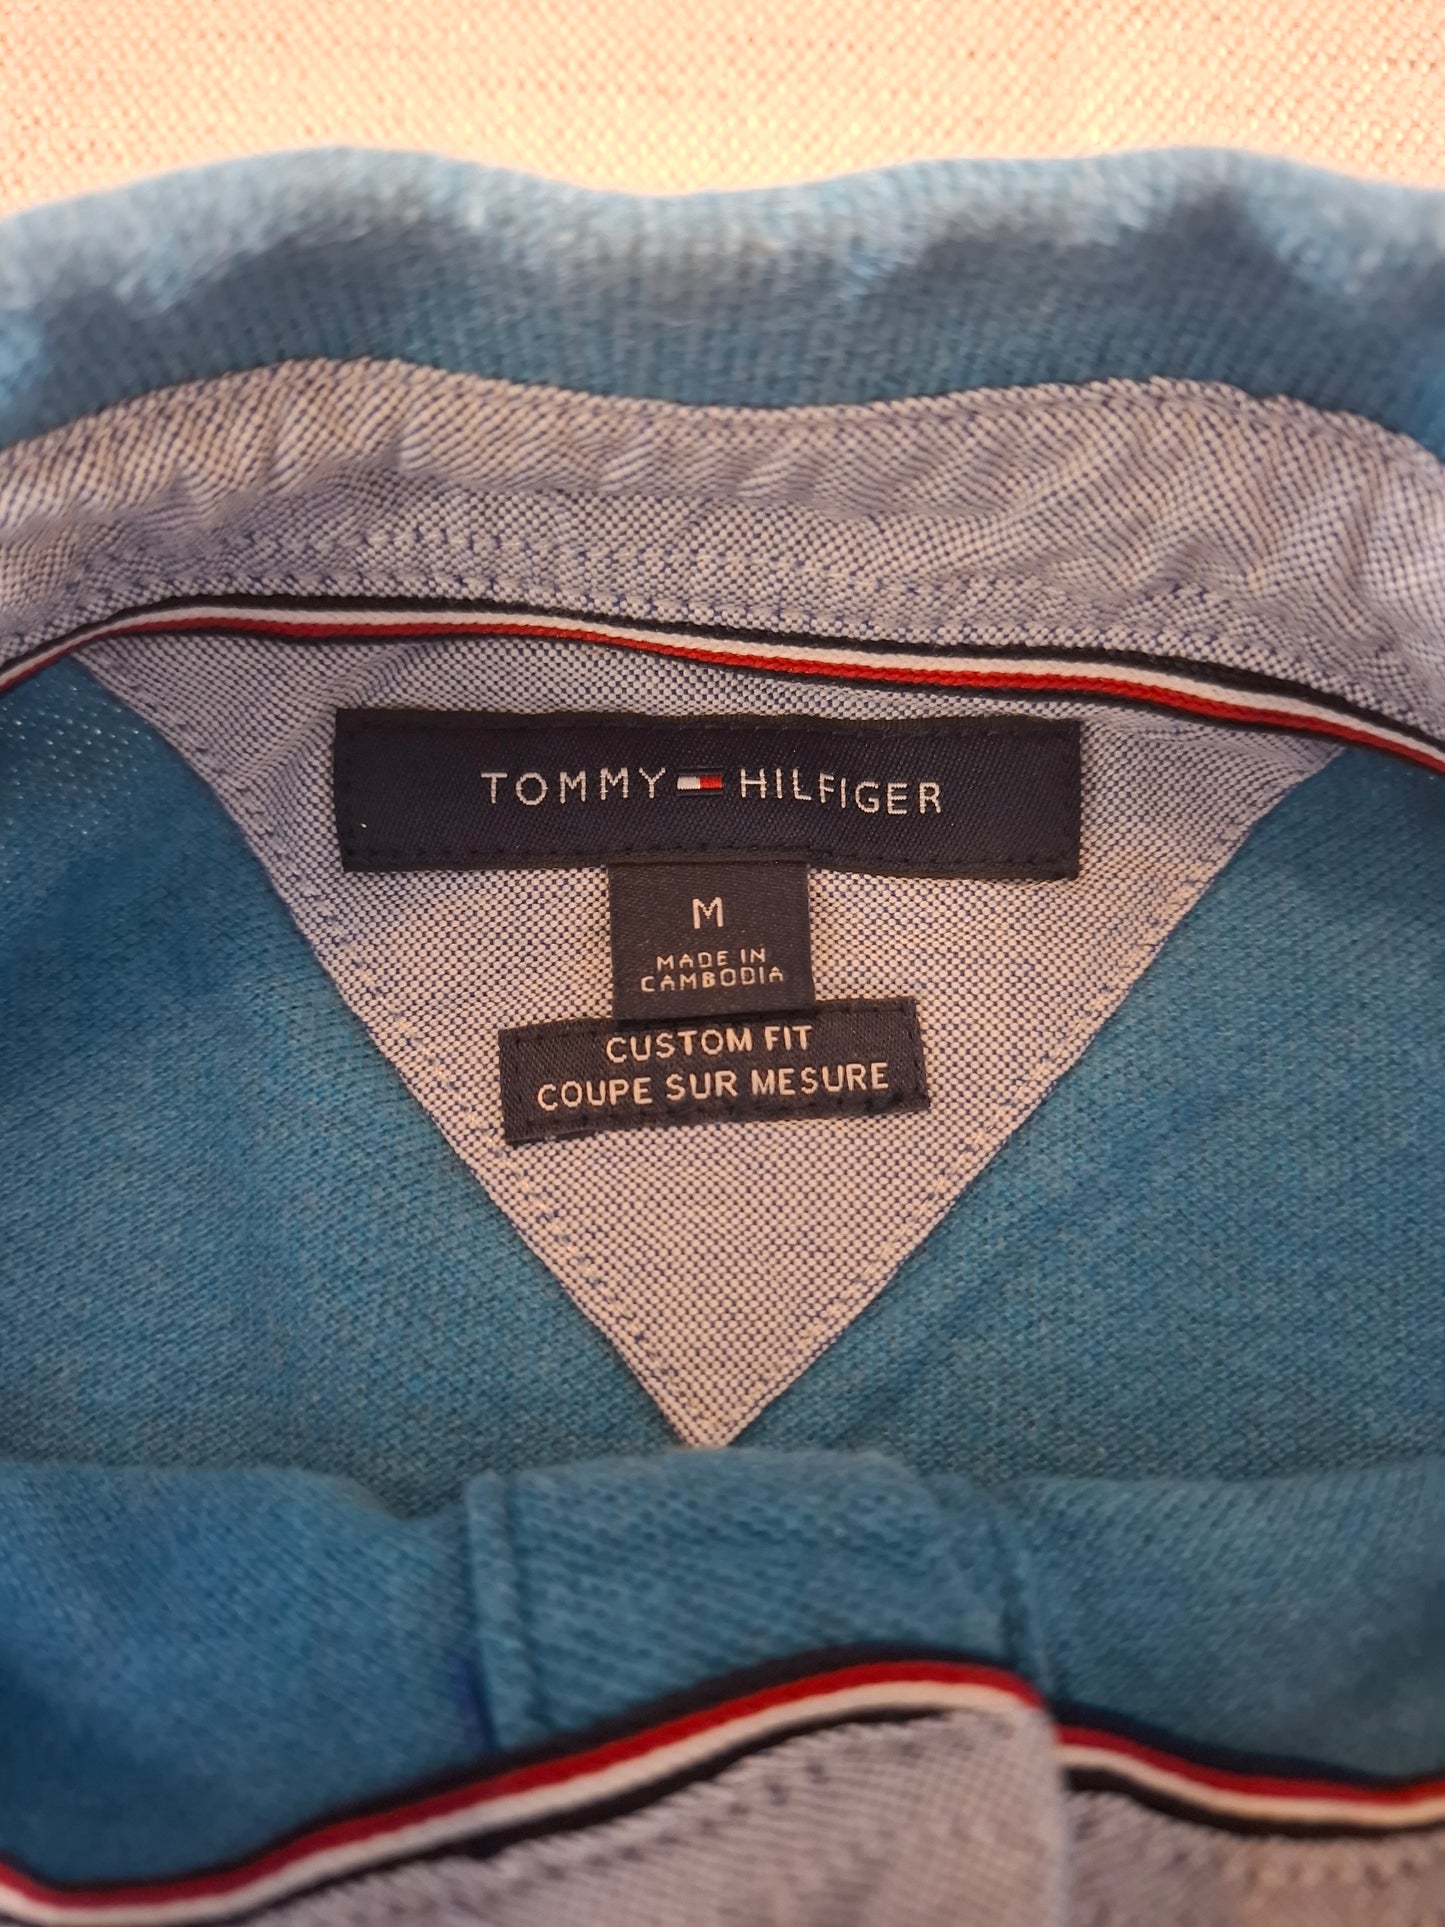 TOMMY HILFIGER
M
MADE IN
CAMBODIA
CUSTOM FIT
COUPE SUR MESURE